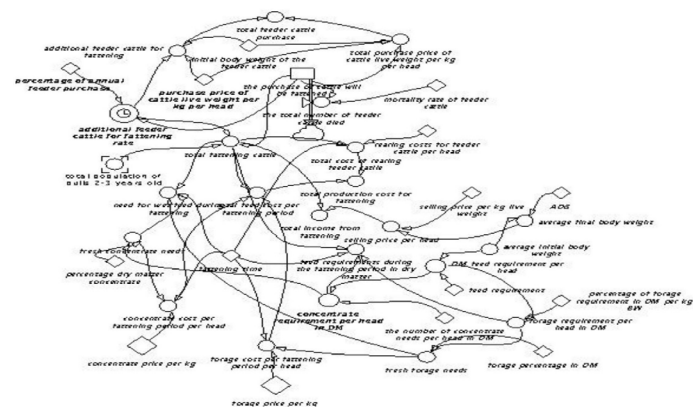 total feeder cattle
purchase
additional feeder cattle for
fattening
initial body weight of the
feeder cattle
total purchase price of
cattle live weight per kg
per head
percentage of annual
feeder purchase
purchase price of
cattle live weight per
kg per head
the purchase of cattle will
be fattened
mortality rate of feeder
cattle
the total number of feeder
cattle died
additional feeder
cattle for fattening
rate
rearing costs for feeder
cattle per head
total fattening cattle
total cost of rearing
feeder cattle
total population of
bulls 2-3 years old
total production cost for
fattening
need for wet feed during
fattening
total feed cost per
fattening period
selling price per kg live
weight
ADG
average final body weight
total income from
fattening
selling price per head
average initial body
weight
fresh concentrate need
fattening time
feed requirements during
the fattening period in dry
matter
DM feed requirement per
head
percentage dry matter
concentrate
feed requirement
percentage of forage
requirement in DM per kg
BW
concentrate
requirement per head
in DM
concentrate cost per
fattening period per head
the number of concentrate
needs per head in DM
forage requirement per
head in DM
concentrate price per kg
forage cost per fattening
period per head
fresh forage needs
forage percentage in DM
forage price per kg